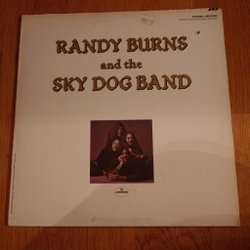 RANDY BURNS
and the
SKY DOG BAND